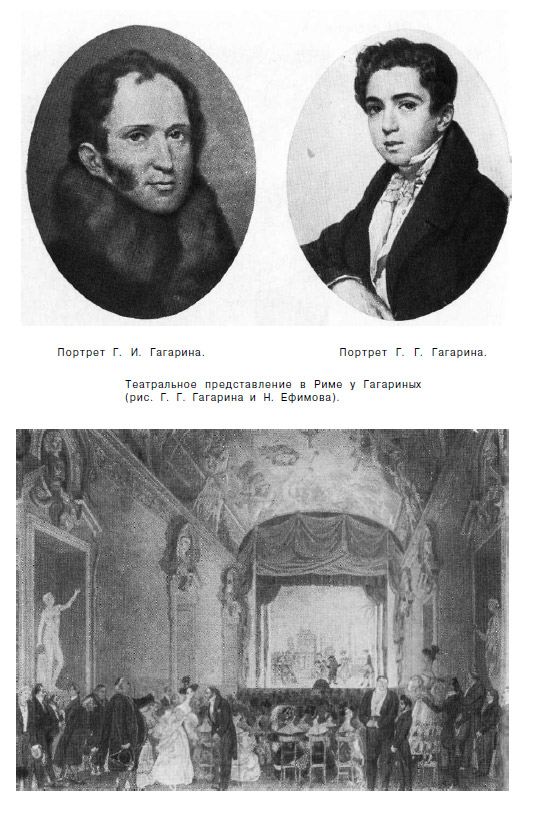 Портрет Г. И. Гагарина.
Портрет Г. Г. Гагарина.
Театральное представление в Риме у Гагариных
(рис. Г. Г. Гагарина и Н. Ефимова).